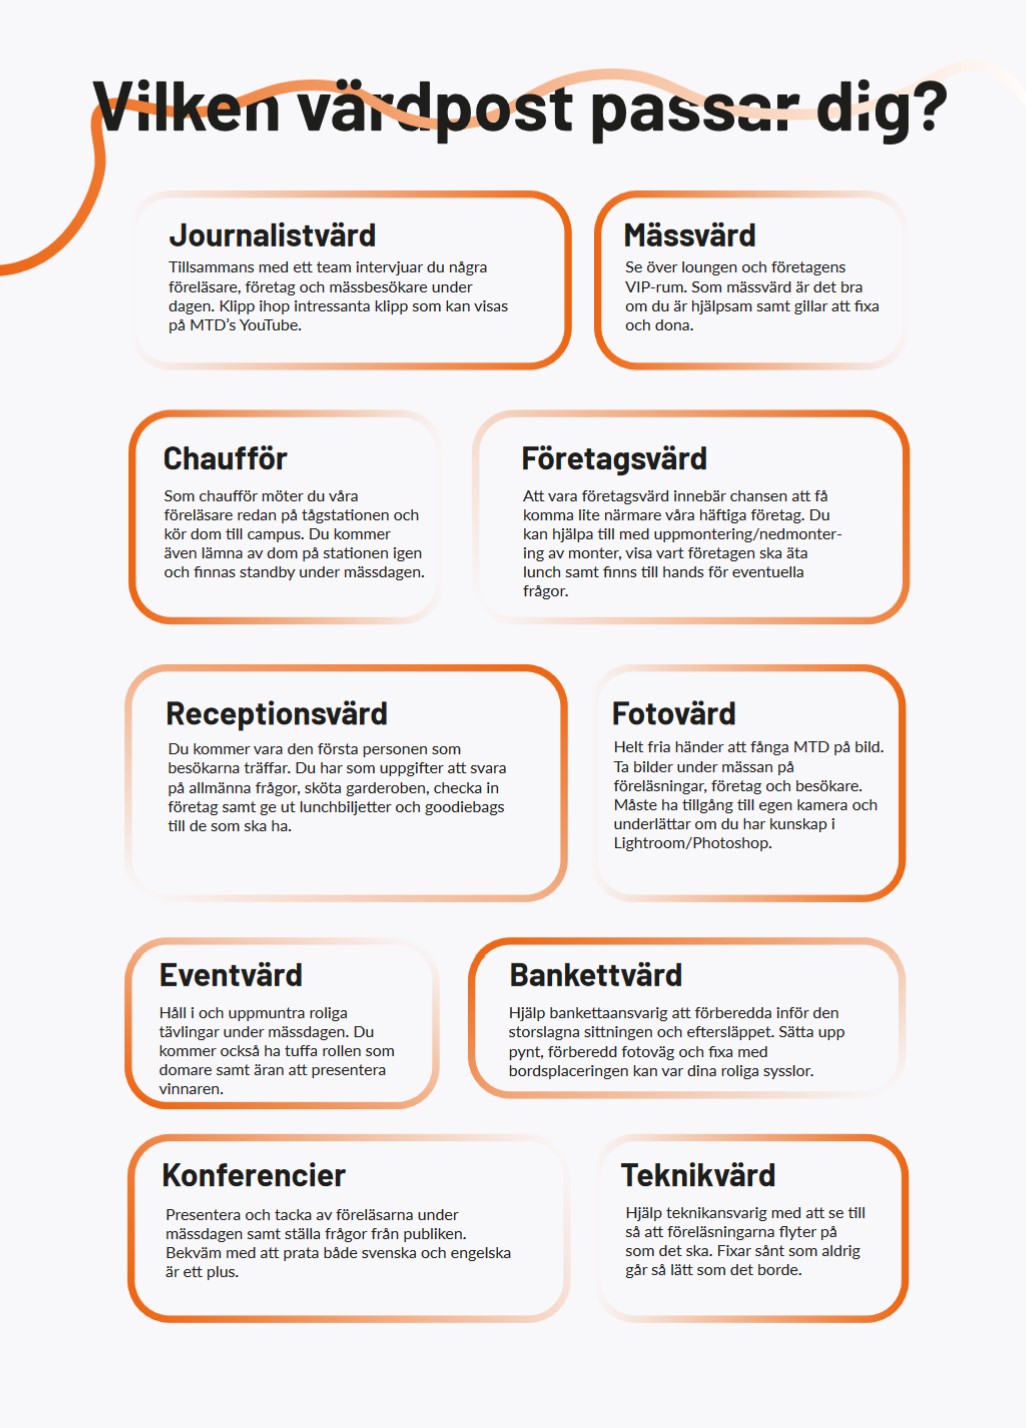 Vilken värdpost passar dig?
Journalistvärd
Tillsammans med ett team intervjuar du några
föreläsare, företag och mässbesökare under
dagen. Klipp ihop intressanta klipp som kan visas
på MTD’s YouTube.
Mässvärd
Se över loungen och företagens
VIP-rum. Som mässvärd är det bra
om du är hjälpsam samt gillar att fixa
och dona.
Chaufför
Som chaufför möter du våra
föreläsare redan på tågstationen och
kör dom till campus. Du kommer
även lämna av dom på stationen igen
och finnas standby under mässdagen.
Företagsvärd
Att vara företagsvärd innebär chansen att få
komma lite närmare våra häftiga företag. Du
kan hjälpa till med uppmontering/nedmonter-
ing av monter, visa vart företagen ska äta
lunch samt finns till hands för eventuella
frågor.
Receptionsvärd
Du kommer vara den första personen som
besökarna träffar. Du har som uppgifter att svara
på allmänna frågor, sköta garderoben, checka in
företag samt ge ut lunchbiljetter och goodiebags
till de som ska ha.
Fotovärd
Helt fria händer att fånga MTD på bild.
Ta bilder under mässan på
föreläsningar, företag och besökare.
Måste ha tillgång till egen kamera och
underlättar om du har kunskap i
Lightroom/Photoshop.
Eventvärd
Håll i och uppmuntra roliga
tävlingar under mässdagen. Du
kommer också ha tuffa rollen som
domare samt äran att presentera
vinnaren.
Bankettvärd
Hjälp bankettaansvarig att förberedda inför den
storslagna sittningen och eftersläppet. Sätta upp
pynt, förberedd fotoväg och fixa med
bordsplaceringen kan var dina roliga sysslor.
Konferencier
Presentera och tacka av föreläsarna under
mässdagen samt ställa frågor från publiken.
Bekväm med att prata både svenska och engelska
är ett plus.
Teknikvärd
Hjälp teknikansvarig med att se till
så att föreläsningarna flyter på
som det ska. Fixar sånt som aldrig
går så lätt som det borde.